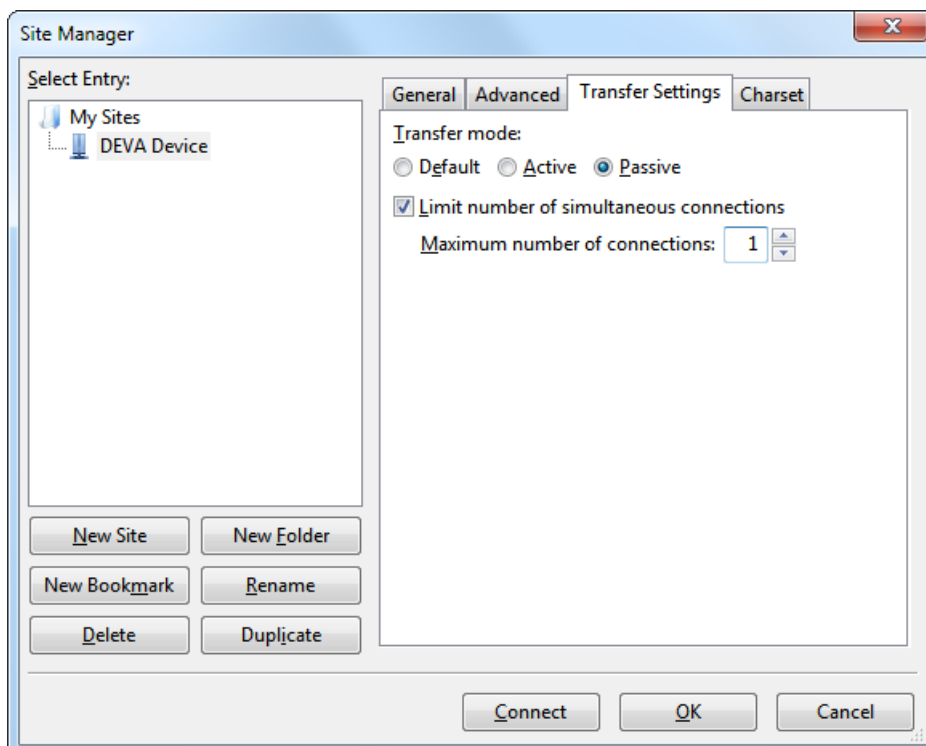 Site Manager
Select Entry:
My Sites
DEVA Device
New Site
New Folder
New Bookmark
Rename
Delete
Duplicate
General
Advanced
Transfer Settings
Charset
Transfer mode:
Default
Active
Passive
Limit number of simultaneous connections
Maximum number of connections: 1
Connect
OK
Cancel